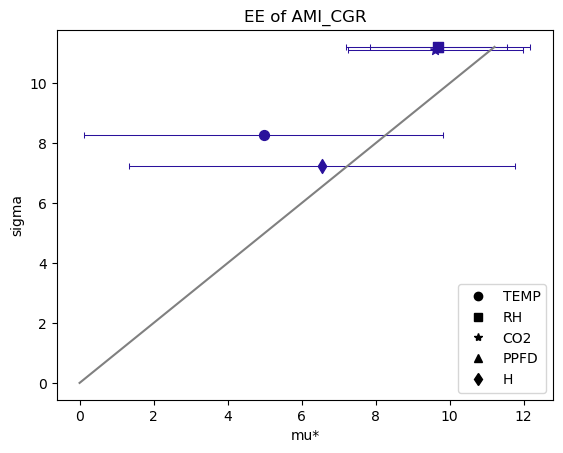 EE of AMI_CGR
sigma
10
8
6
4
2
0
0 2 4 6 8 10 12
mu*
TEMP
RH
CO2
PPFD
H